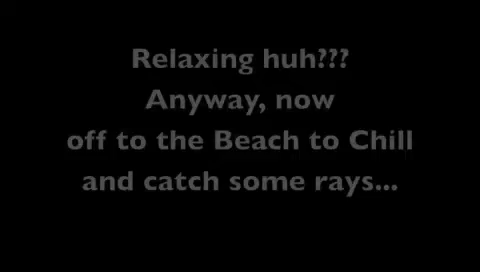 Relaxing huh???
Anyway, now
off to the Beach to Chill
and catch some rays...